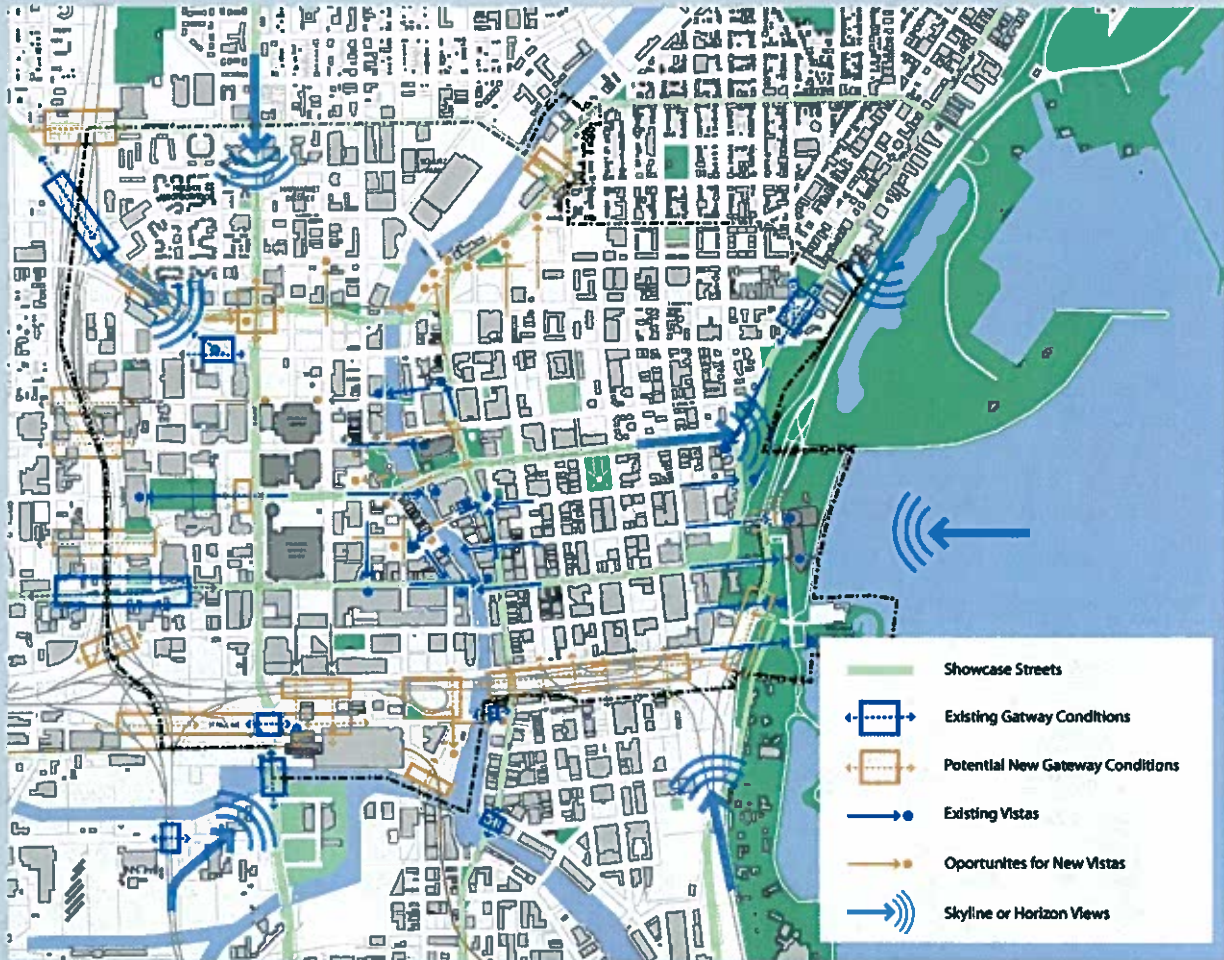 Showcase Streets
Existing Gatway Conditions
Potential New Gateway Conditions
Existing Vistas
Oportunites for New Vistas
Skyline or Horizon Views